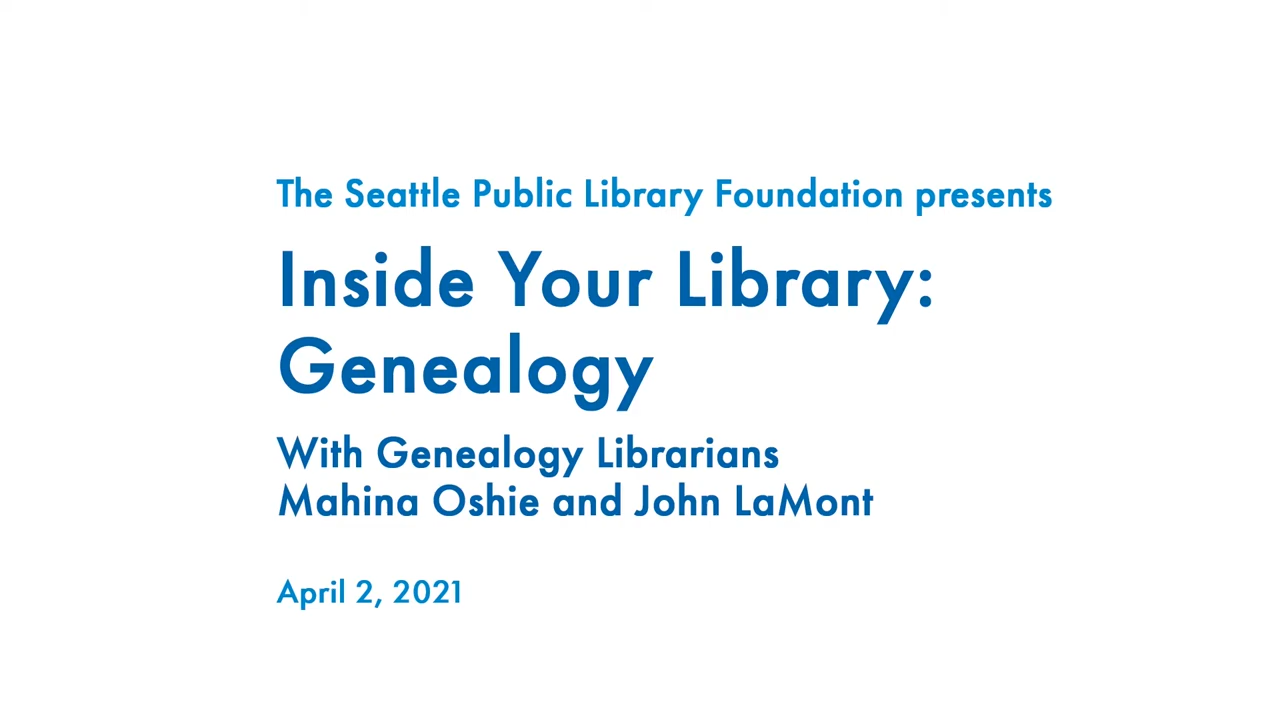 The Seattle Public Library Foundation presents
Inside Your Library:
Genealogy
With Genealogy Librarians
Mahina Oshie and John LaMont
April 2, 2021